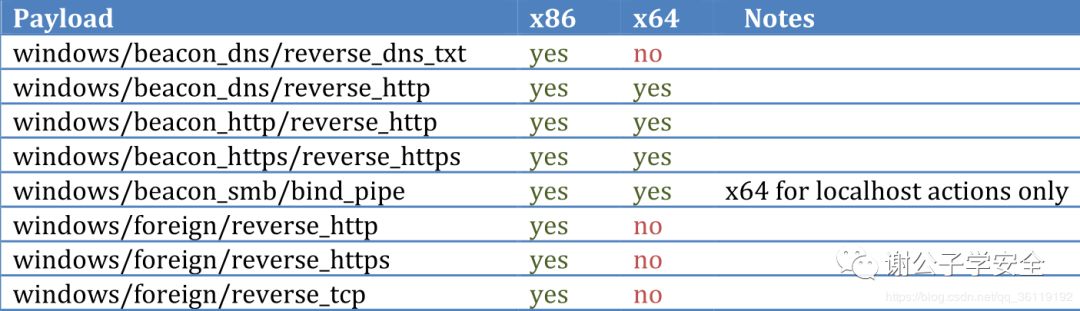 Payload x86 x64 Notes
windows/beacon_dns/reverse_dns_txt yes no
windows/beacon_dns/reverse_http yes yes
windows/beacon_http/reverse_http yes yes
windows/beacon_https/reverse_https yes yes
windows/beacon_smb/bind_pipe yes yes x64 for localhost actions only
windows/foreign/reverse_http yes no
windows/foreign/reverse_https yes no
谢公子学安全
windows/foreign/reverse_tcp yes no
https://blog.csdn.net/qq_36119192